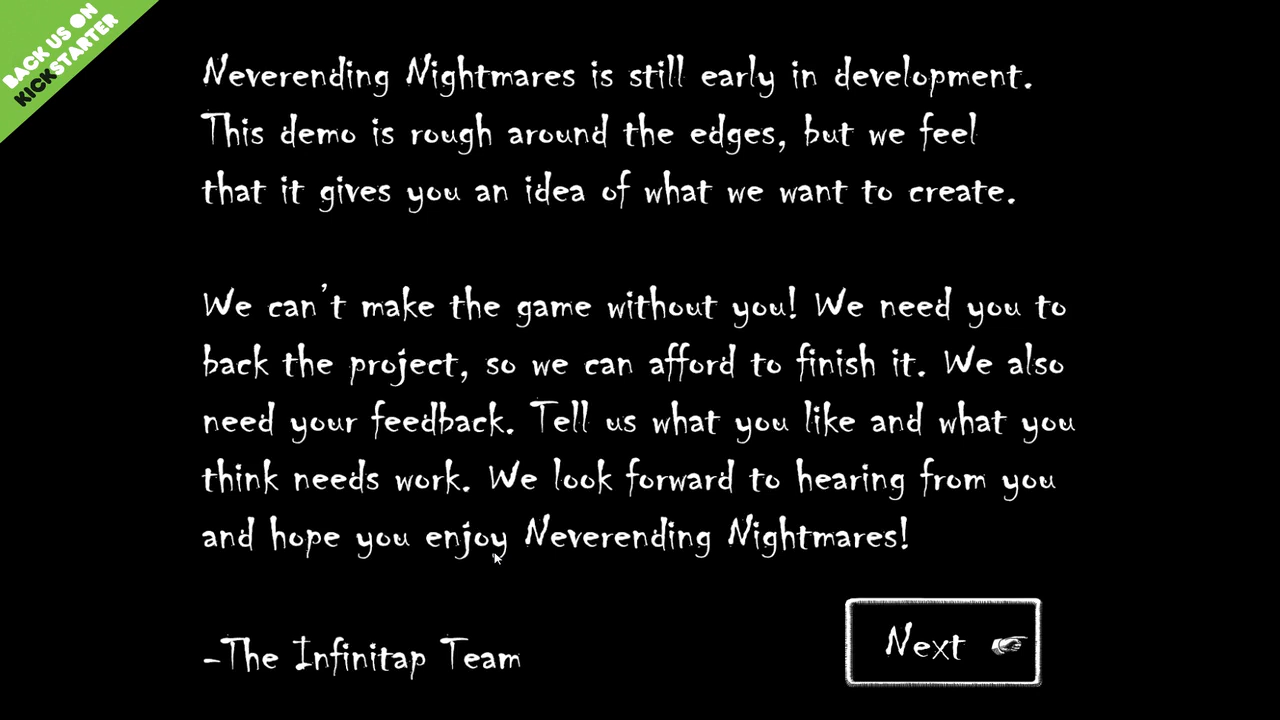 BACK US ON
KICKSTARTER
Neverending Nightmares is still early in development.
This demo is rough around the edges, but we feel
that it gives you an idea of what we want to create.
We can't make the game without you! We need you to
back the project, so we can afford to finish it. We also
need your feedback. Tell us what you like and what you
think needs work. We look forward to hearing from you
and hope you enjoy Neverending Nightmares!
-The Infinitap Team
Next